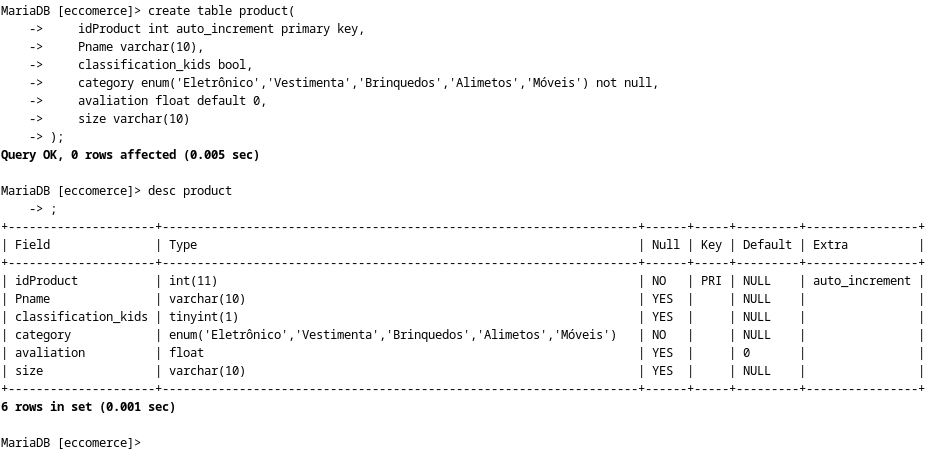 MariaDB [eccomerce]> create table product(
    ->     idProduct int auto_increment primary key,
    ->     Pname varchar(10),
    ->     classification_kids bool,
    ->     category enum('Eletrônico','Vestimenta','Brinquedos','Alimetos','Móveis') not null,
    ->     avaliation float default 0,
    ->     size varchar(10)
    -> );
Query OK, 0 rows affected (0.005 sec)

MariaDB [eccomerce]> desc product
    -> ;
+---------------------+--------------------------------------------------------------------+------+-----+---------+----------------+
| Field               | Type                                                               | Null | Key | Default | Extra          |
+---------------------+--------------------------------------------------------------------+------+-----+---------+----------------+
| idProduct           | int(11)                                                            | NO   | PRI | NULL    | auto_increment |
| Pname               | varchar(10)                                                        | YES  |     | NULL    |                |
| classification_kids | tinyint(1)                                                         | YES  |     | NULL    |                |
| category            | enum('Eletrônico','Vestimenta','Brinquedos','Alimetos','Móveis')   | NO   |     | NULL    |                |
| avaliation          | float                                                              | YES  |     | 0       |                |
| size                | varchar(10)                                                        | YES  |     | NULL    |                |
+---------------------+--------------------------------------------------------------------+------+-----+---------+----------------+
6 rows in set (0.001 sec)

MariaDB [eccomerce]>